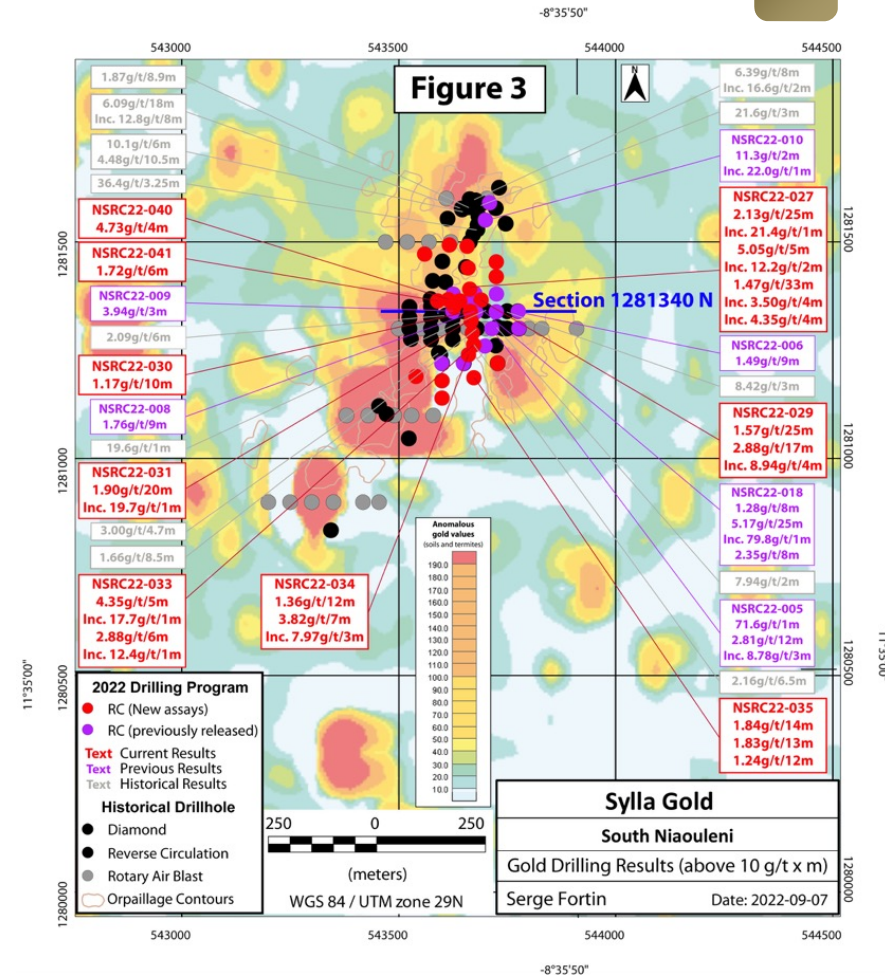 -8°35'50"
543000
543500
544000
544500
Figure 3
N
1.87g/t/8.9m
6.09g/t/18m
Inc. 12.8g/t/8m
10.1g/t/6m
4.48g/t/10.5m
36.4g/t/3.25m
NSRC22-040
4.73g/t/4m
NSRC22-041
1.72g/t/6m
NSRC22-009
3.94g/t/3m
2.09g/t/6m
NSRC22-030
1.17g/t/10m
NSRC22-008
1.76g/t/9m
19.6g/t/1m
NSRC22-031
1.90g/t/20m
Inc. 19.7g/t/1m
3.00g/t/4.7m
1.66g/t/8.5m
NSRC22-033
4.35g/t/5m
Inc. 17.7g/t/1m
2.88g/t/6m
Inc. 12.4g/t/1m
NSRC22-034
1.36g/t/12m
3.82g/t/7m
Inc. 7.97g/t/3m
6.39g/t/8m
Inc. 16.6g/t/2m
21.6g/t/3m
NSRC22-010
11.3g/t/2m
Inc. 22.0g/t/1m
NSRC22-027
2.13g/t/25m
Inc. 21.4g/t/1m
5.05g/t/5m
Inc. 12.2g/t/2m
1.47g/t/33m
Inc. 3.50g/t/4m
Inc. 4.35g/t/4m
Section 1281340 N
NSRC22-006
1.49g/t/9m
8.42g/t/3m
NSRC22-029
1.57g/t/25m
2.88g/t/17m
Inc. 8.94g/t/4m
NSRC22-018
1.28g/t/8m
5.17g/t/25m
Inc. 79.8g/t/1m
2.35g/t/8m
7.94g/t/2m
NSRC22-005
71.6g/t/1m
2.81g/t/12m
Inc. 8.78g/t/3m
2.16g/t/6.5m
NSRC22-035
1.84g/t/14m
1.83g/t/13m
1.24g/t/12m
1281500
1281000
1280500
1280000
1281500
1281000
1280500
1280000
11°35'00"
Anomalous
gold values
(soils and termites)
190.0
180.0
170.0
160.0
150.0
140.0
130.0
120.0
110.0
100.0
90.0
80.0
70.0
60.0
50.0
40.0
30.0
20.0
10.0
2022 Drilling Program
RC (New assays)
RC (previously released)
Text Current Results
Text Previous Results
Text Historical Results
Historical Drillhole
Diamond
Reverse Circulation
Rotary Air Blast
Orpaillage Contours
250 0 250
(meters)
WGS 84 / UTM zone 29N
Sylla Gold
South Niaouleni
Gold Drilling Results (above 10 g/t x m)
Serge Fortin Date: 2022-09-07
543000
543500
544000
544500
-8°35'50"